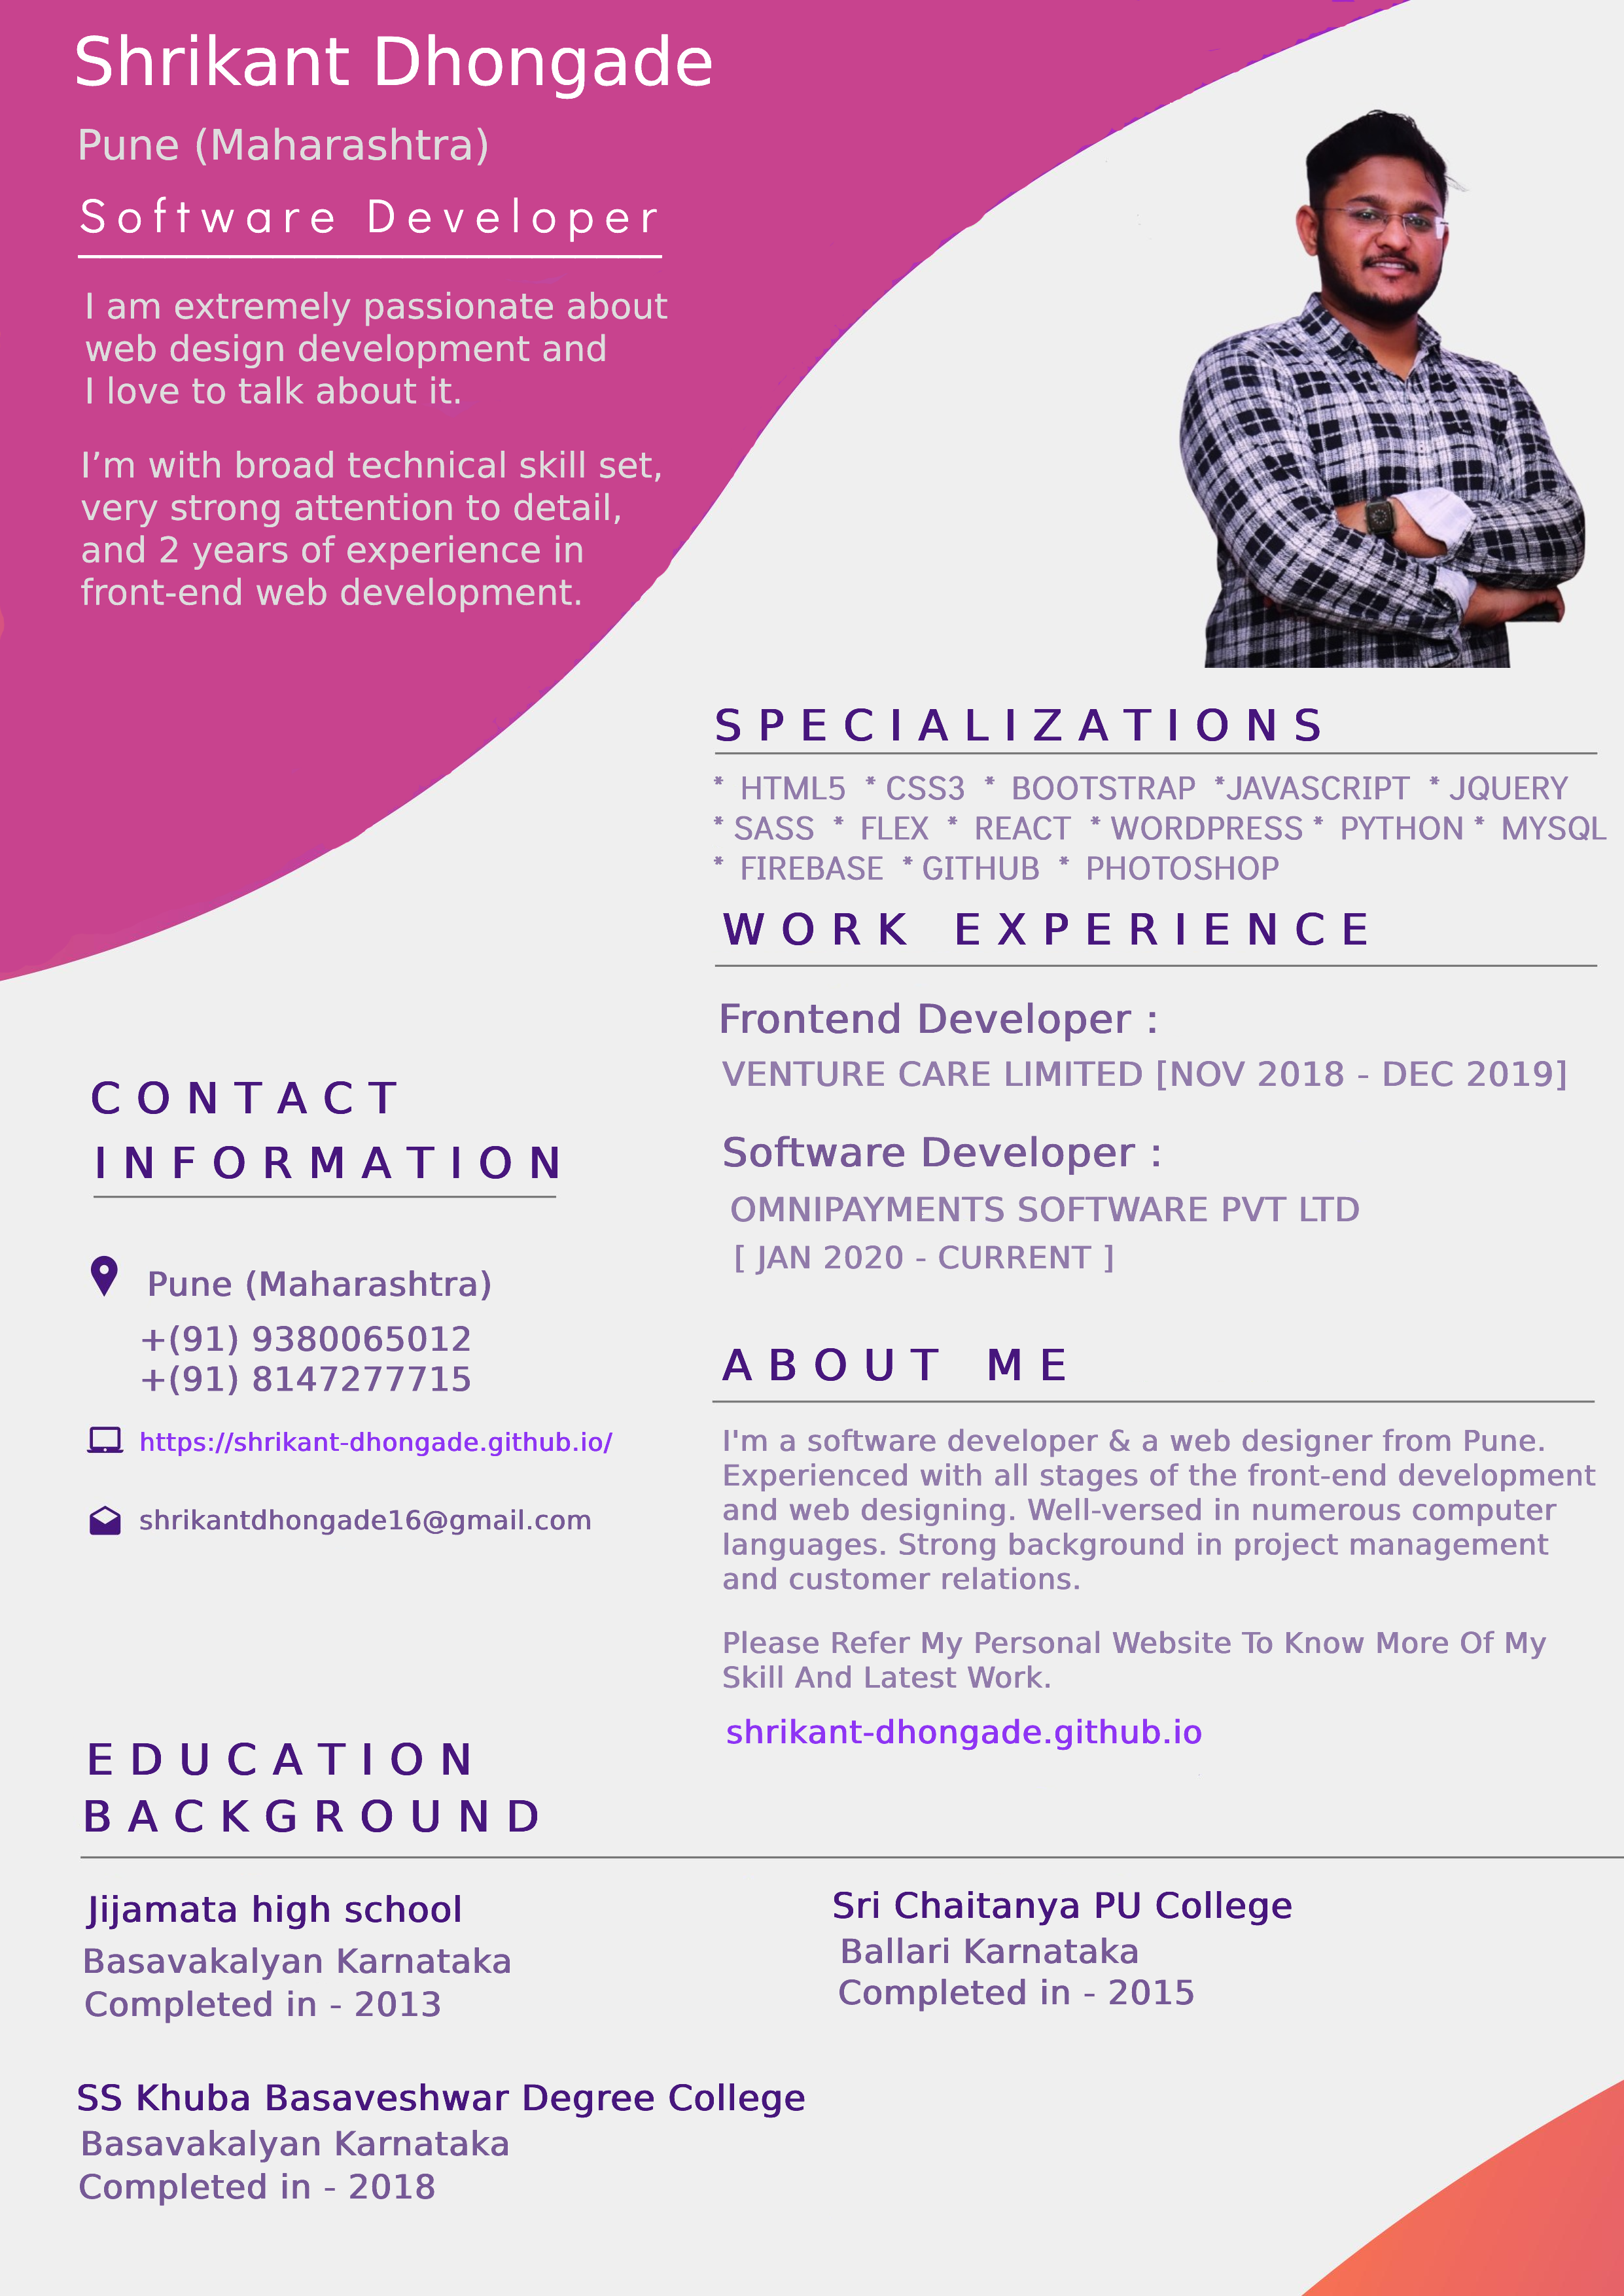 Shrikant Dhongade
Pune (Maharashtra)
Software Developer
I am extremely passionate about
web design development and
I love to talk about it.
I’m with broad technical skill set,
very strong attention to detail,
and 2 years of experience in
front-end web development.
SPECIALIZATIONS
* HTML5 * CSS3 * BOOTSTRAP *JAVASCRIPT * JQUERY
* SASS * FLEX * REACT * WORDPRESS * PYTHON * MYSQL
* FIREBASE * GITHUB * PHOTOSHOP
WORK EXPERIENCE
Frontend Developer :
VENTURE CARE LIMITED [NOV 2018 - DEC 2019]
Software Developer :
OMNIPAYMENTS SOFTWARE PVT LTD
[ JAN 2020 - CURRENT ]
CONTACT
INFORMATION
Pune (Maharashtra)
+(91) 9380065012
+(91) 8147277715
https://shrikant-dhongade.github.io/
shrikantdhongade16@gmail.com
ABOUT ME
I'm a software developer & a web designer from Pune.
Experienced with all stages of the front-end development
and web designing. Well-versed in numerous computer
languages. Strong background in project management
and customer relations.
Please Refer My Personal Website To Know More Of My
Skill And Latest Work.
shrikant-dhongade.github.io
EDUCATION
BACKGROUND
Jijamata high school
Basavakalyan Karnataka
Completed in - 2013
Sri Chaitanya PU College
Ballari Karnataka
Completed in - 2015
SS Khuba Basaveshwar Degree College
Basavakalyan Karnataka
Completed in - 2018